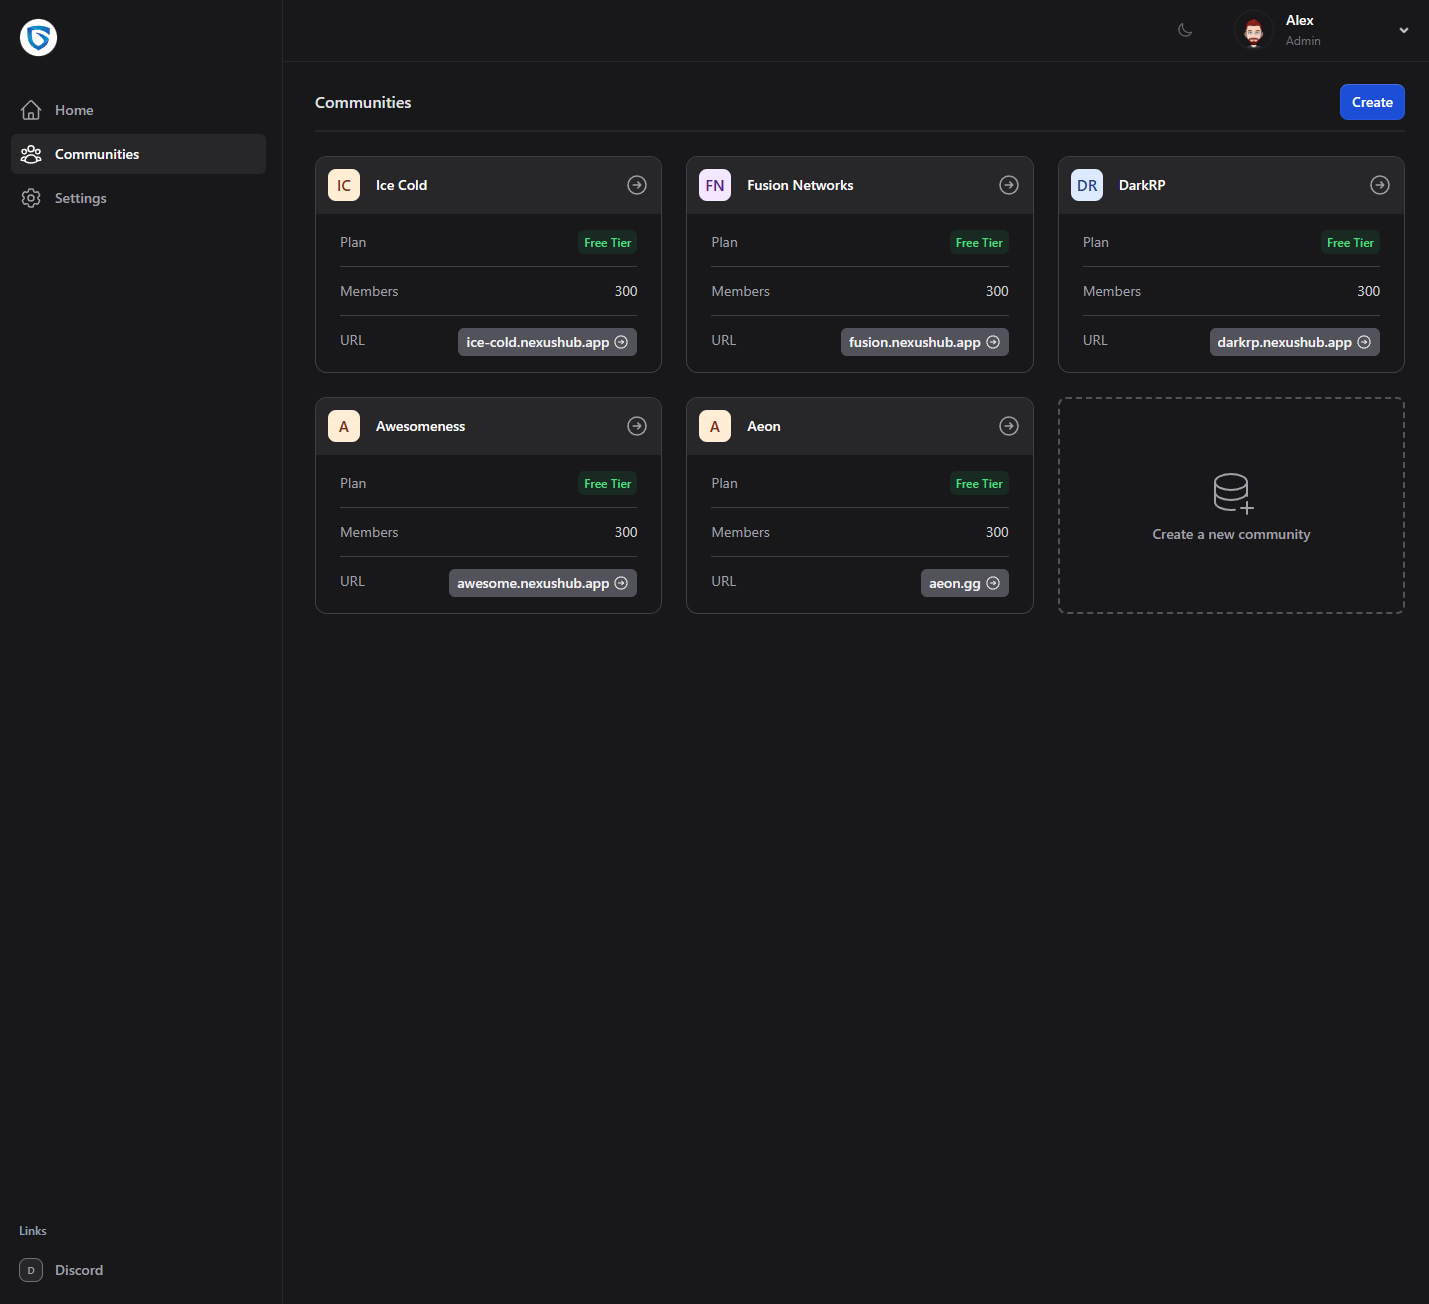 Alex
Admin
Home
Communities
Settings
Communities
Create
IC Ice Cold
Plan Free Tier
Members 300
URL ice-cold.nexushub.app
FN Fusion Networks
Plan Free Tier
Members 300
URL fusion.nexushub.app
DR DarkRP
Plan Free Tier
Members 300
URL darkrp.nexushub.app
A Awesomeness
Plan Free Tier
Members 300
URL awesome.nexushub.app
A Aeon
Plan Free Tier
Members 300
URL aeon.gg
Create a new community
Links
D Discord